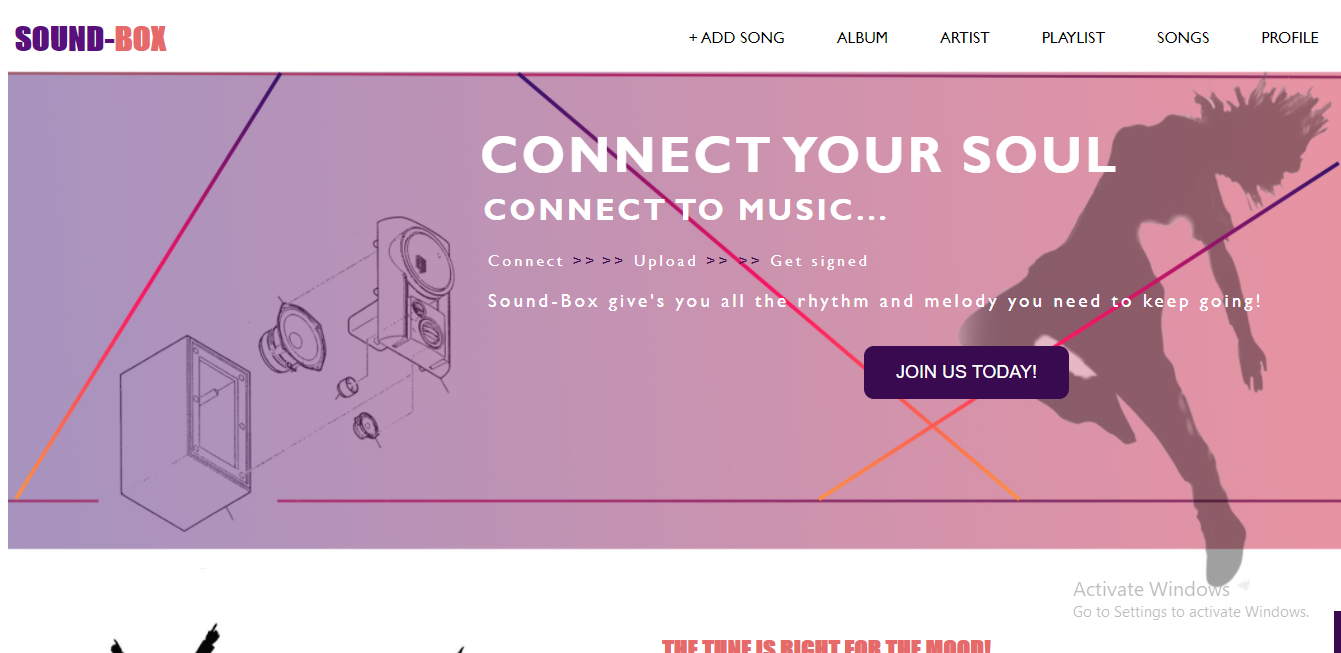 SOUND-BOX
+ ADD SONG ALBUM ARTIST PLAYLIST SONGS PROFILE
CONNECT YOUR SOUL
CONNECT TO MUSIC...
Connect >> >> Upload >> >> Get signed
Sound-Box give's you all the rhythm and melody you need to keep going!
JOIN US TODAY!
Activate Windows
Go to Settings to activate Windows.
THE TUNE IS RIGHT FOR THE MOOD!